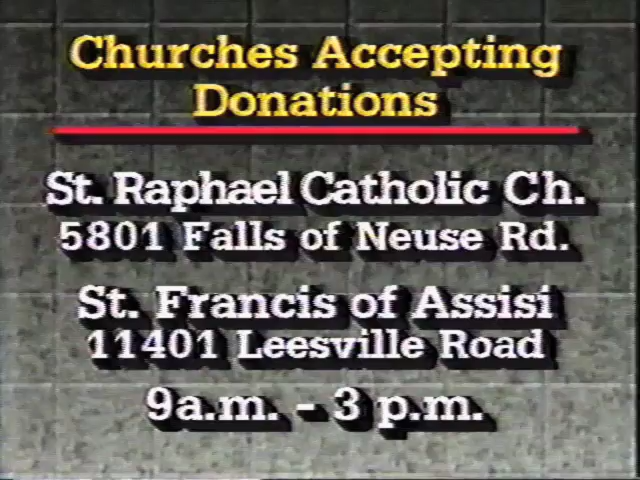 Churches Accepting
Donations
St. Raphael Catholic Ch.
5801 Falls of Neuse Rd.
St. Francis of Assisi
11401 Leesville Road
9a.m. - 3 p.m.